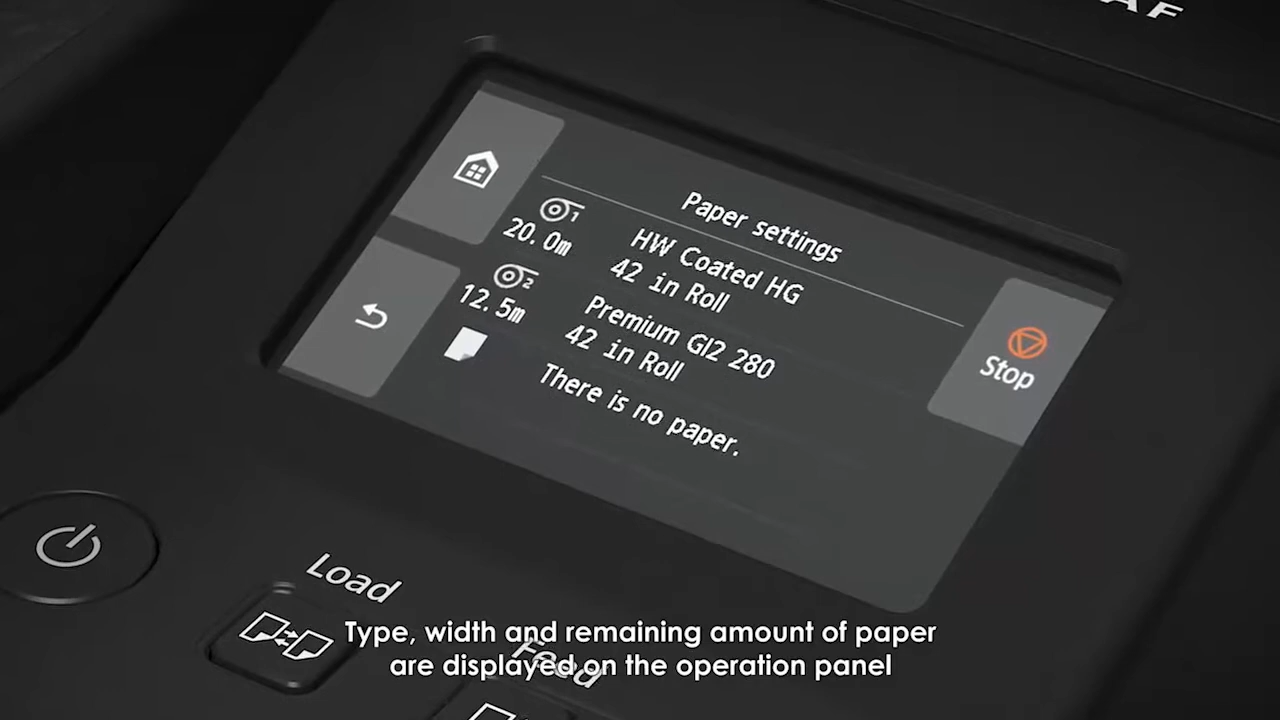 AF
Paper settings
1
20.0m
HW Coated HG
42 in Roll
2
12.5m
Premium Gl2 280
42 in Roll
There is no paper.
Stop
Load
Feed
Type, width and remaining amount of paper
are displayed on the operation panel